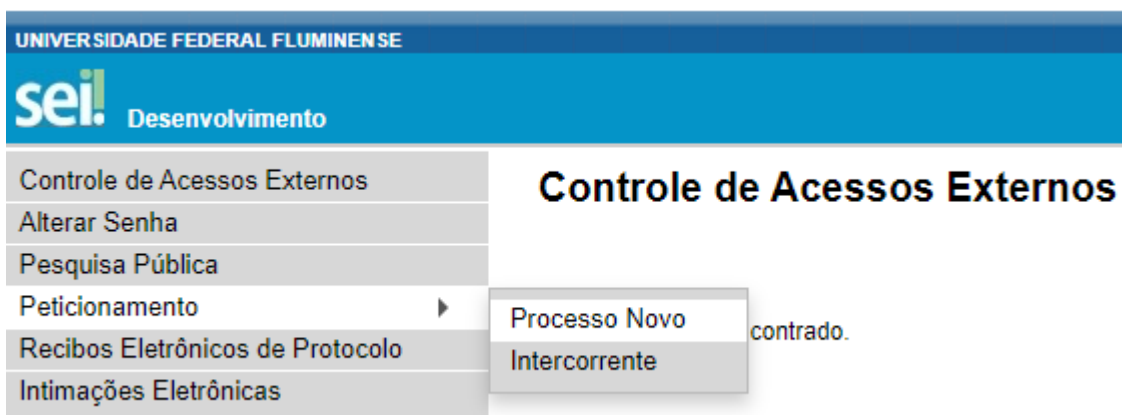 UNIVERSIDADE FEDERAL FLUMINENSE
sei!
Desenvolvimento
Controle de Acessos Externos
Alterar Senha
Pesquisa Pública
Peticionamento
Recibos Eletrônicos de Protocolo
Intimações Eletrônicas
Processo Novo
Intercorrente
Controle de Acessos Externos
contrado.